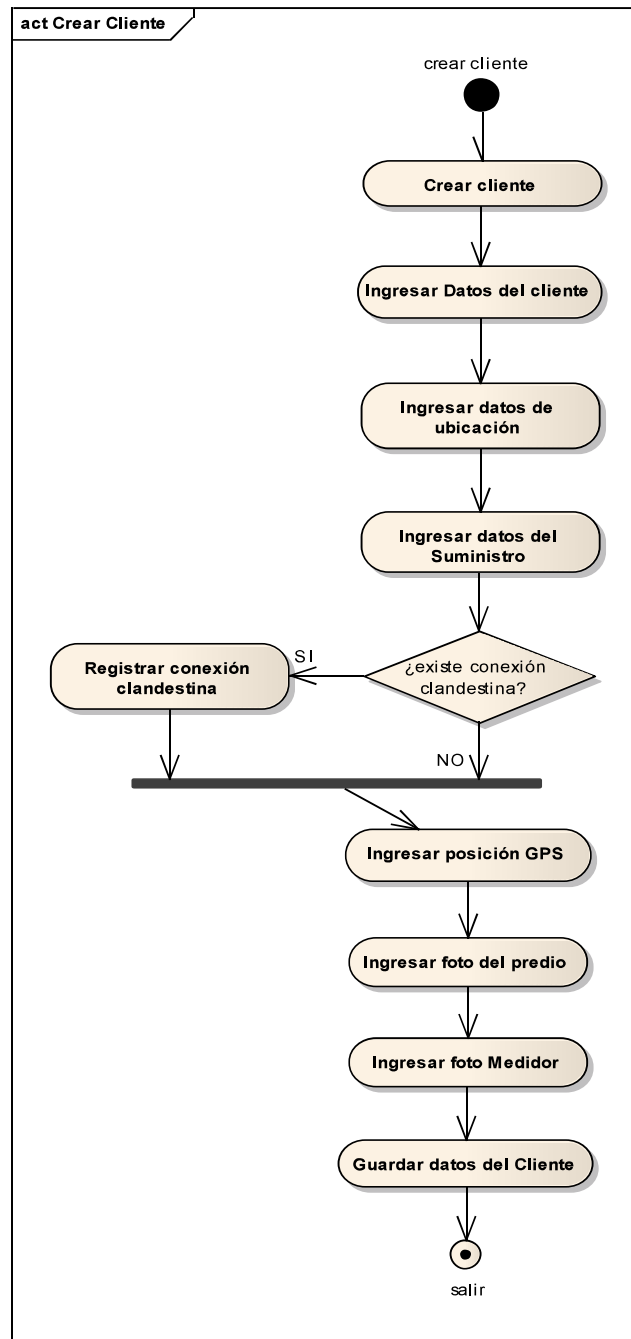 act Crear Cliente
crear cliente
Crear cliente
Ingresar Datos del cliente
Ingresar datos de
ubicación
Ingresar datos del
Suministro
¿existe conexión
clandestina?
SI
Registrar conexión
clandestina
NO
Ingresar posición GPS
Ingresar foto del predio
Ingresar foto Medidor
Guardar datos del Cliente
salir